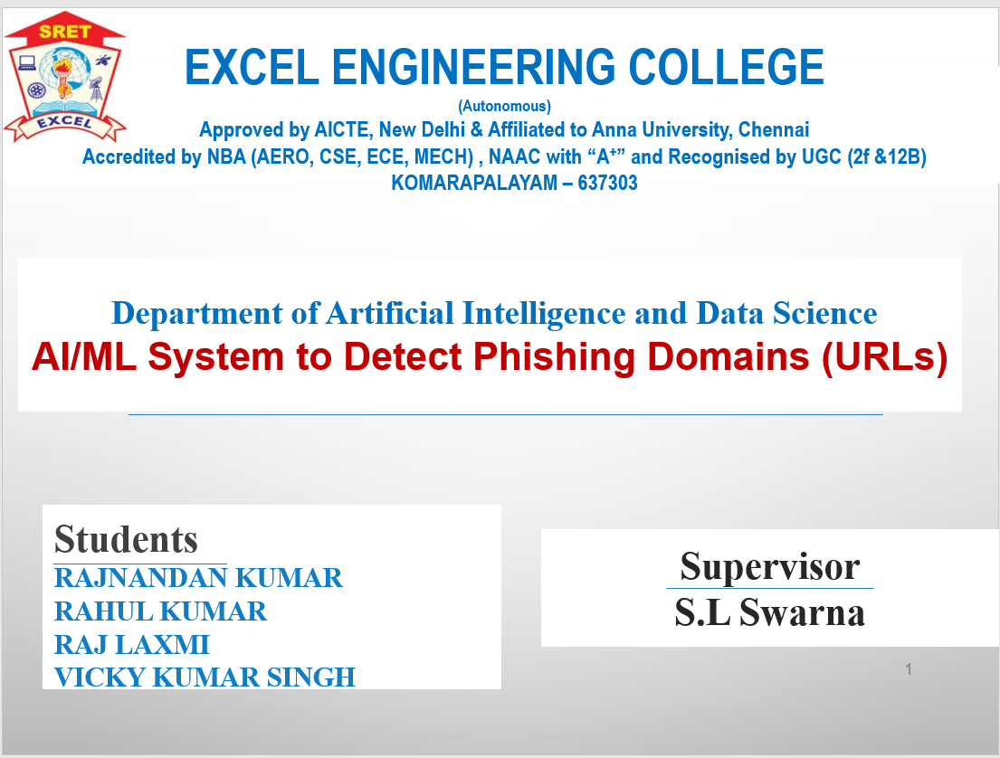 SRET
EXCEL
EXCEL ENGINEERING COLLEGE
(Autonomous)
Approved by AICTE, New Delhi & Affiliated to Anna University, Chennai
Accredited by NBA (AERO, CSE, ECE, MECH) , NAAC with “A⁺” and Recognised by UGC (2f &12B)
KOMARAPALAYAM – 637303
Department of Artificial Intelligence and Data Science
AI/ML System to Detect Phishing Domains (URLs)
Students
RAJNANDAN KUMAR
RAHUL KUMAR
RAJ LAXMI
VICKY KUMAR SINGH
Supervisor
S.L Swarna
1